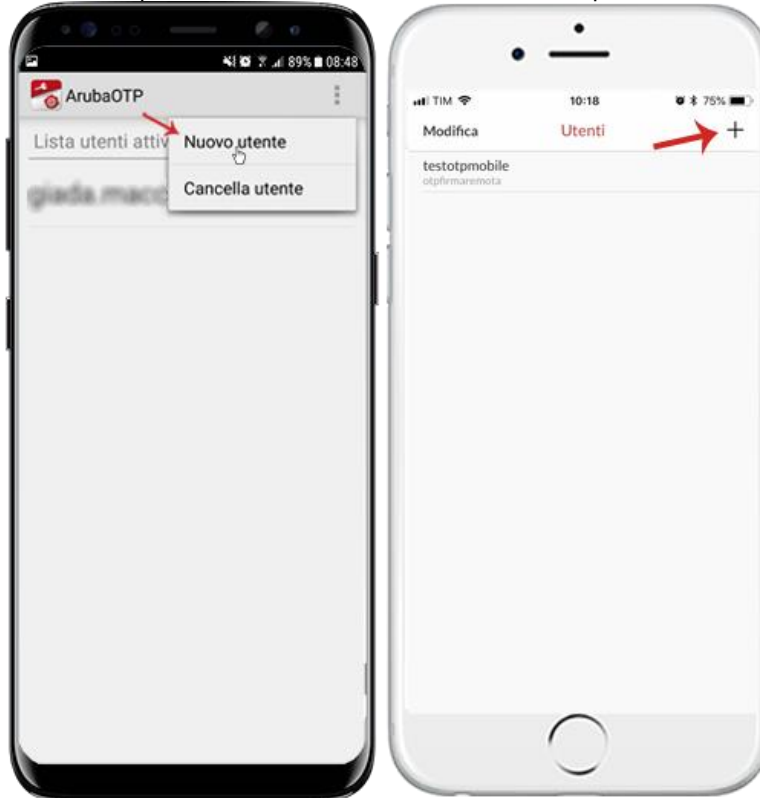 89% 08:48
ArubaOTP
Lista utenti attiv
Nuovo utente
Cancella utente
TIM 10:18 75%
Modifica Utenti +
testotpmobile
otpfirmaremota